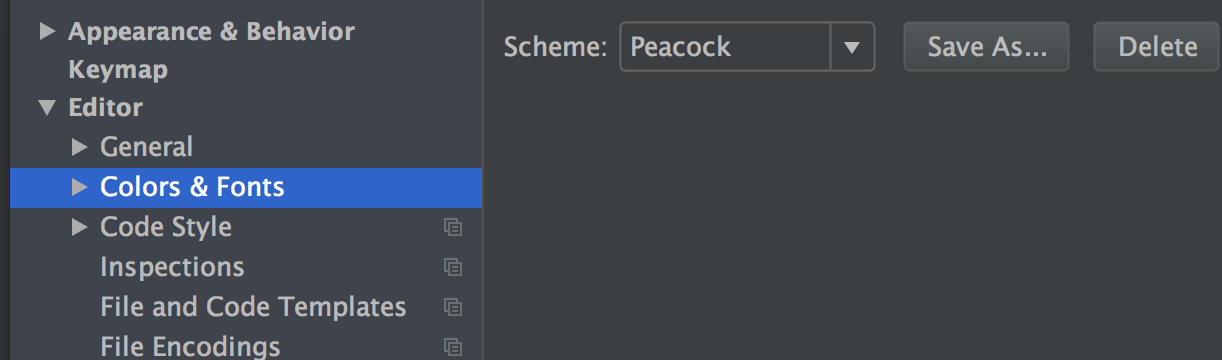 Appearance & Behavior
Keymap
Editor
General
Colors & Fonts
Code Style
Inspections
File and Code Templates
File Encodings
Scheme: Peacock Save As... Delete